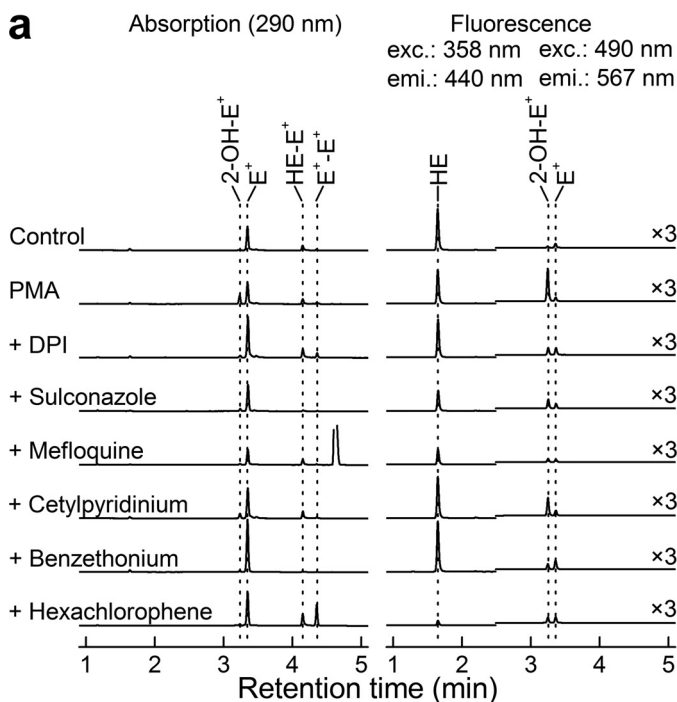 a
Absorption (290 nm)
Fluorescence
exc.: 358 nm exc.: 490 nm
emi.: 440 nm emi.: 567 nm
2-OH-E⁺
E⁺
HE-E⁺
E⁺-E⁺
HE
2-OH-E⁺
E⁺
Control ×3
PMA ×3
+ DPI ×3
+ Sulconazole ×3
+ Mefloquine ×3
+ Cetylpyridinium ×3
+ Benzethonium ×3
+ Hexachlorophene ×3
1 2 3 4 5 1 2 3 4 5
Retention time (min)